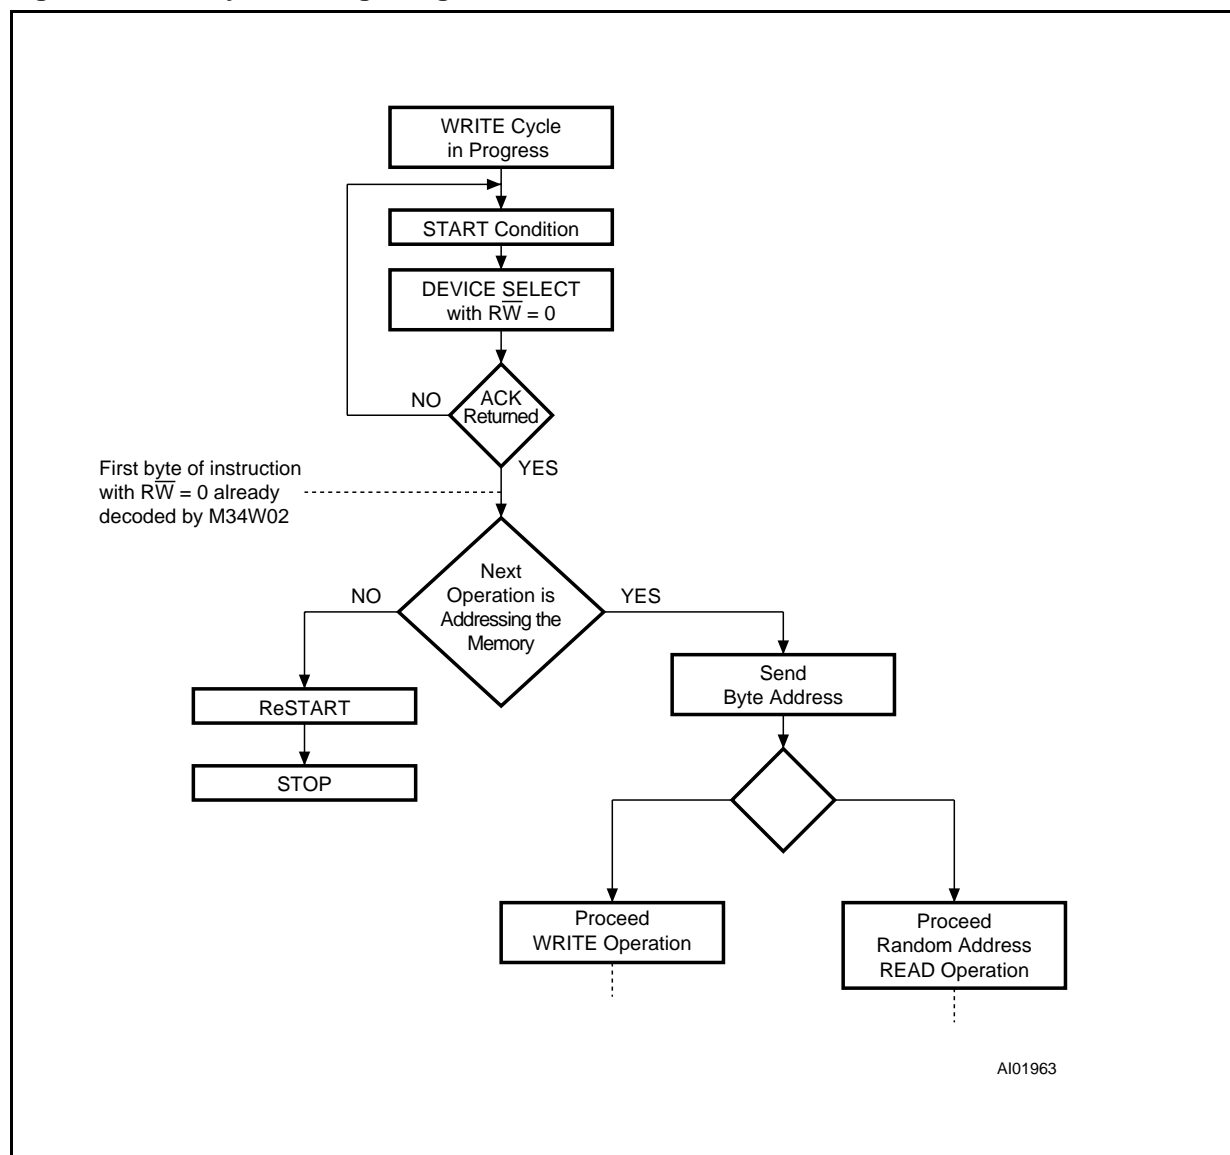 WRITE Cycle
in Progress
START Condition
DEVICE SELECT
with RW̅ = 0
ACK
Returned
NO
YES
First byte of instruction
with RW̅ = 0 already
decoded by M34W02
Next
Operation is
Addressing the
Memory
NO
YES
Send
Byte Address
ReSTART
STOP
Proceed
WRITE Operation
Proceed
Random Address
READ Operation
AI01963